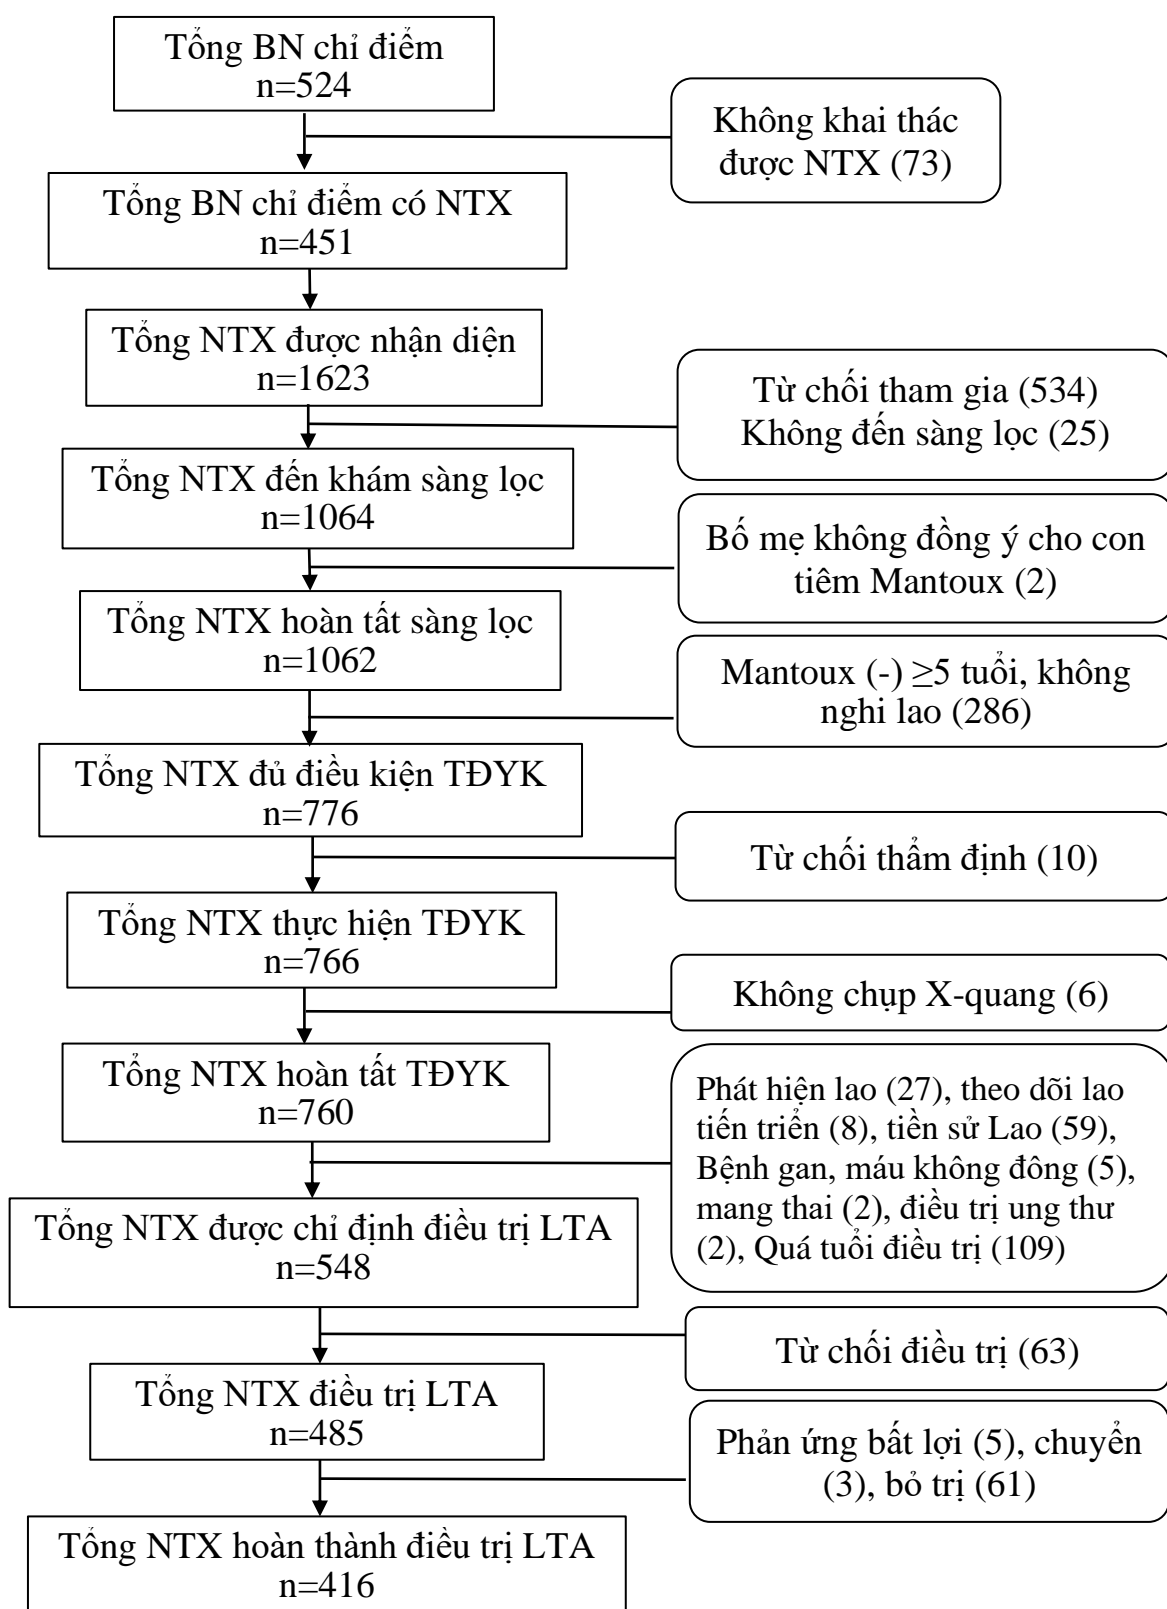 Tổng BN chỉ điểm
n=524
Không khai thác
được NTX (73)
Tổng BN chỉ điểm có NTX
n=451
Tổng NTX được nhận diện
n=1623
Từ chối tham gia (534)
Không đến sàng lọc (25)
Tổng NTX đến khám sàng lọc
n=1064
Bố mẹ không đồng ý cho con
tiêm Mantoux (2)
Tổng NTX hoàn tất sàng lọc
n=1062
Mantoux (-) ≥5 tuổi, không
nghi lao (286)
Tổng NTX đủ điều kiện TĐYK
n=776
Từ chối thẩm định (10)
Tổng NTX thực hiện TĐYK
n=766
Không chụp X-quang (6)
Tổng NTX hoàn tất TĐYK
n=760
Phát hiện lao (27), theo dõi lao
tiến triển (8), tiền sử Lao (59),
Bệnh gan, máu không đông (5),
mang thai (2), điều trị ung thư
(2), Quá tuổi điều trị (109)
Tổng NTX được chỉ định điều trị LTA
n=548
Từ chối điều trị (63)
Tổng NTX điều trị LTA
n=485
Phản ứng bất lợi (5), chuyển
(3), bỏ trị (61)
Tổng NTX hoàn thành điều trị LTA
n=416